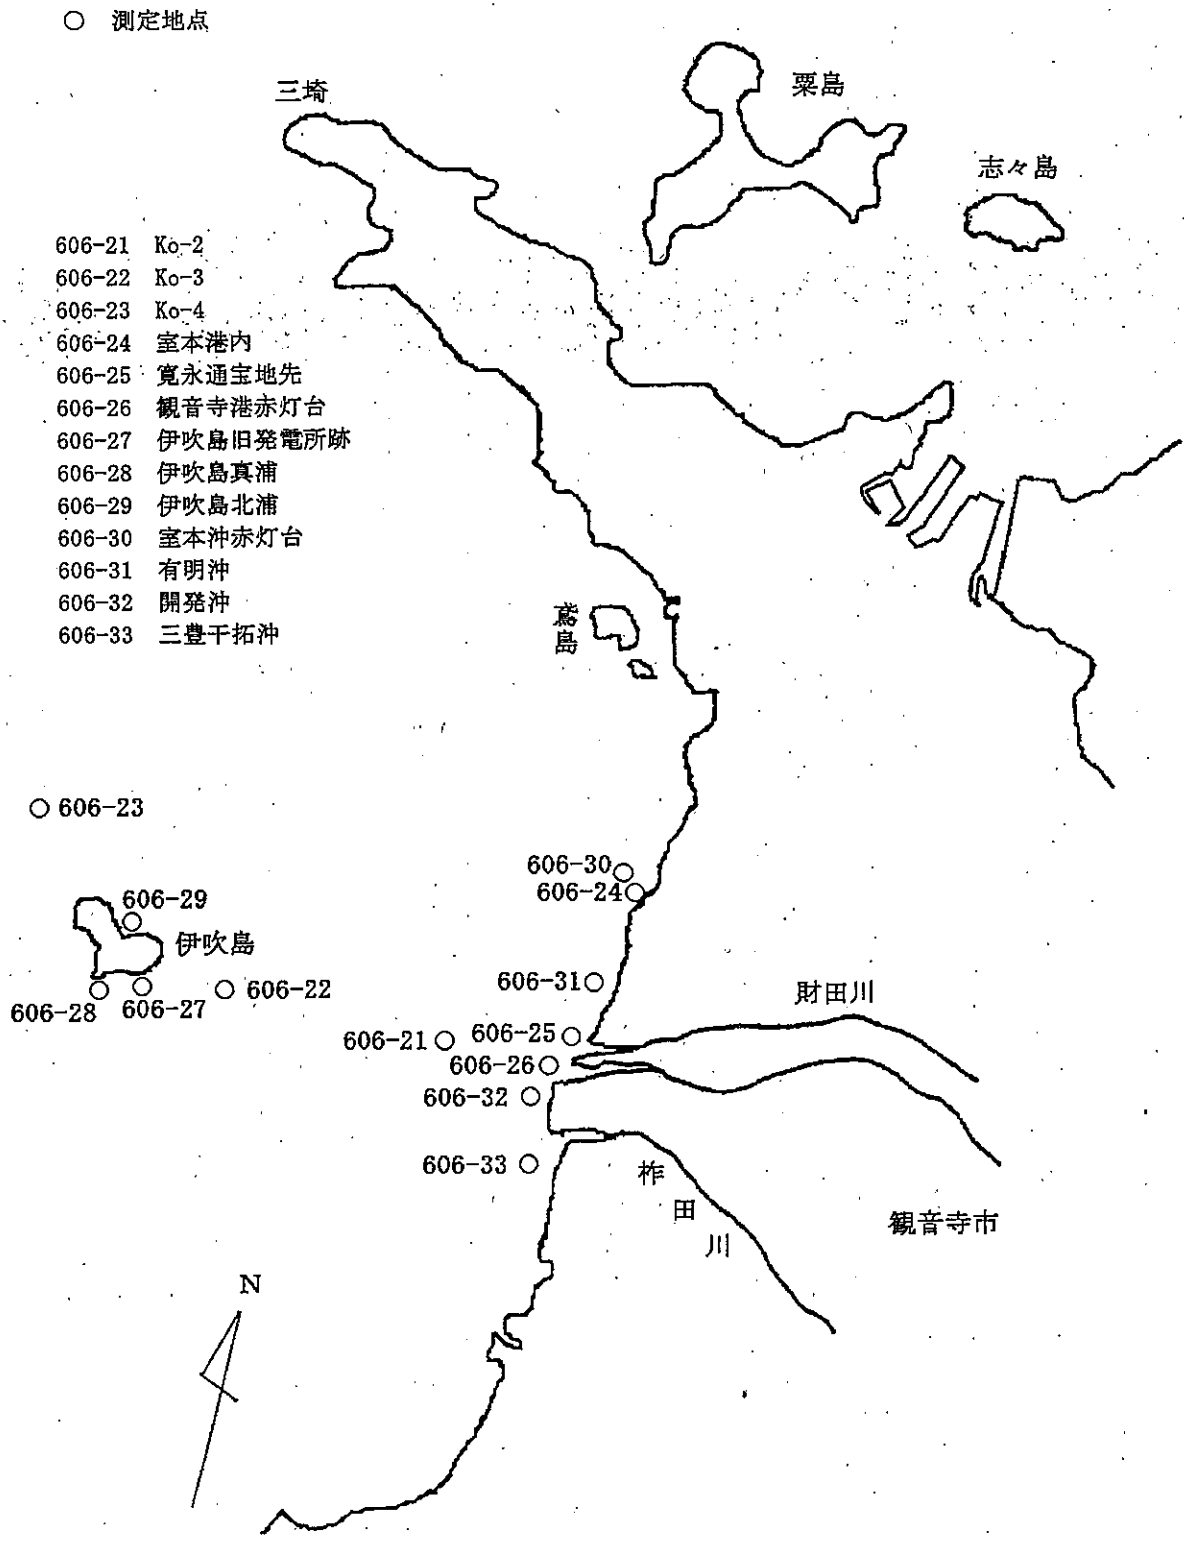 ○ 測定地点
三埼
粟島
志々島
606-21 Ko-2
606-22 Ko-3
606-23 Ko-4
606-24 室本港内
606-25 寛永通宝地先
606-26 観音寺港赤灯台
606-27 伊吹島旧発電所跡
606-28 伊吹島真浦
606-29 伊吹島北浦
606-30 室本沖赤灯台
606-31 有明沖
606-32 開発沖
606-33 三豊干拓沖
鳶島
606-23
606-30
606-24
606-29
伊吹島
606-31
606-22
606-27
606-28
財田川
606-25
606-21
606-26
606-32
606-33
柞田川
観音寺市
N